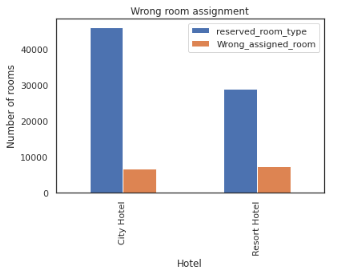 Wrong room assignment
reserved_room_type
Wrong_assigned_room
Number of rooms
40000
30000
20000
10000
0
City Hotel
Resort Hotel
Hotel